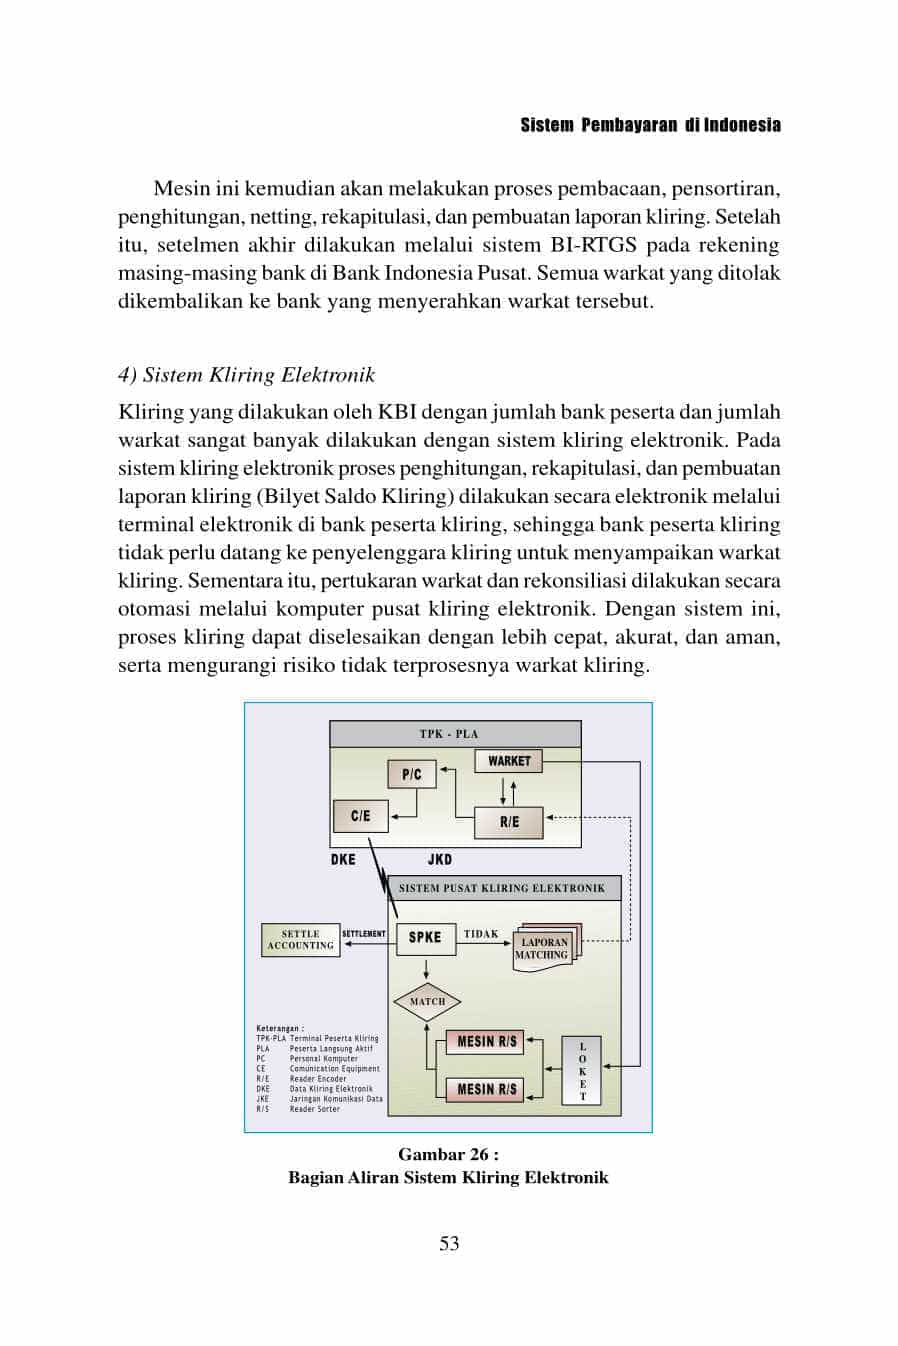 Sistem Pembayaran di Indonesia
Mesin ini kemudian akan melakukan proses pembacaan, pensortiran,
penghitungan, netting, rekapitulasi, dan pembuatan laporan kliring. Setelah
itu, setelmen akhir dilakukan melalui sistem BI-RTGS pada rekening
masing-masing bank di Bank Indonesia Pusat. Semua warkat yang ditolak
dikembalikan ke bank yang menyerahkan warkat tersebut.
4) Sistem Kliring Elektronik
Kliring yang dilakukan oleh KBI dengan jumlah bank peserta dan jumlah
warkat sangat banyak dilakukan dengan sistem kliring elektronik. Pada
sistem kliring elektronik proses penghitungan, rekapitulasi, dan pembuatan
laporan kliring (Bilyet Saldo Kliring) dilakukan secara elektronik melalui
terminal elektronik di bank peserta kliring, sehingga bank peserta kliring
tidak perlu datang ke penyelenggara kliring untuk menyampaikan warkat
kliring. Sementara itu, pertukaran warkat dan rekonsiliasi dilakukan secara
otomasi melalui komputer pusat kliring elektronik. Dengan sistem ini,
proses kliring dapat diselesaikan dengan lebih cepat, akurat, dan aman,
serta mengurangi risiko tidak terprosesnya warkat kliring.
TPK - PLA
WARKET
P/C
C/E
R/E
DKE
JKD
SISTEM PUSAT KLIRING ELEKTRONIK
SETTLE
ACCOUNTING
SETTLEMENT
SPKE
TIDAK
LAPORAN
MATCHING
MATCH
MESIN R/S
MESIN R/S
L
O
K
E
T
Keterangan :
TPK-PLA Terminal Peserta Kliring
PLA Peserta Langsung Aktif
PC Personal Komputer
CE Comunication Equipment
R/E Reader Encoder
DKE Data Kliring Elektronik
JKE Jaringan Komunikasi Data
R/S Reader Sorter
Gambar 26 :
Bagian Aliran Sistem Kliring Elektronik
53